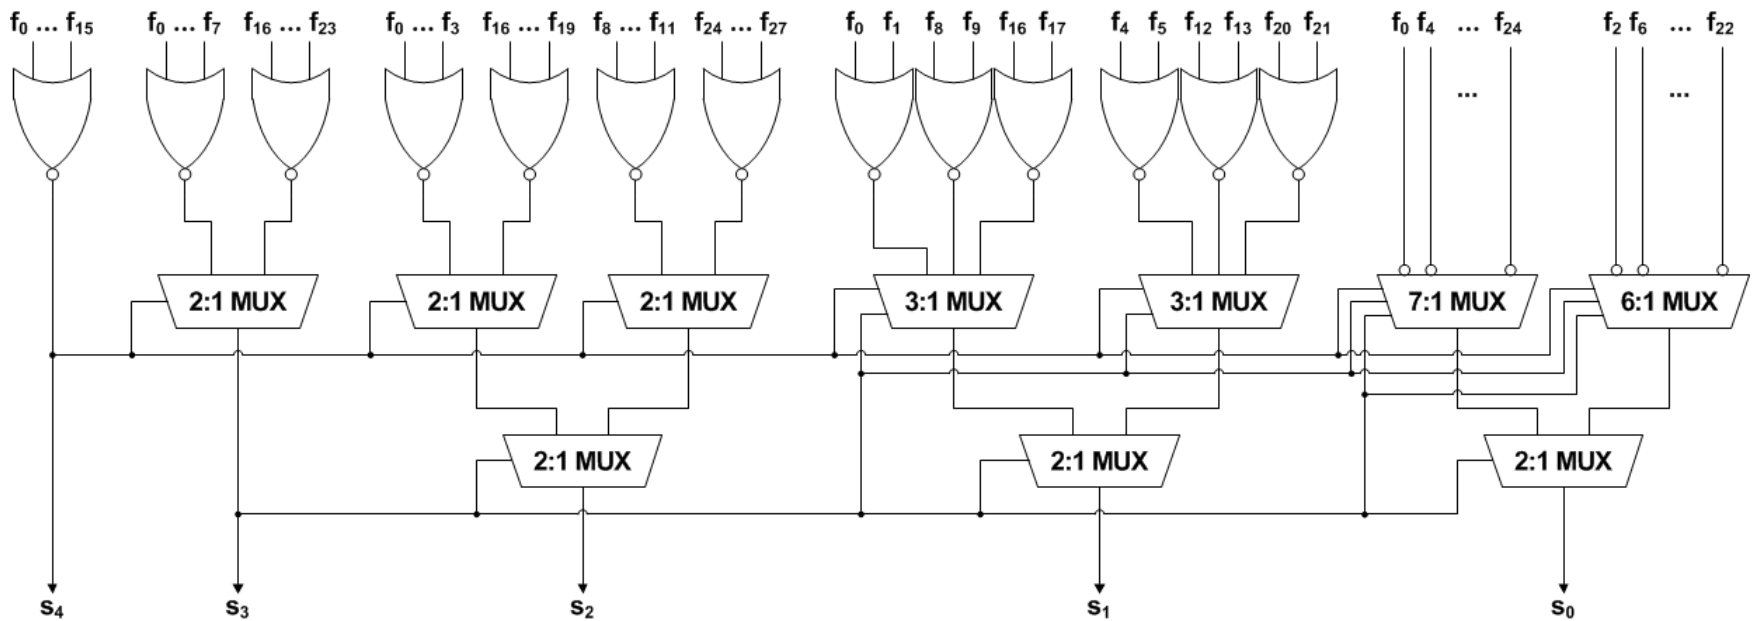 f₀ ... f₁₅ f₀ ... f₇ f₁₆ ... f₂₃ f₀ ... f₃ f₁₆ ... f₁₉ f₈ ... f₁₁ f₂₄ ... f₂₇ f₀ f₁ f₈ f₉ f₁₆ f₁₇ f₄ f₅ f₁₂ f₁₃ f₂₀ f₂₁ f₀ f₄ ... f₂₄ f₂ f₆ ... f₂₂
... ...
2:1 MUX 2:1 MUX 2:1 MUX 3:1 MUX 3:1 MUX 7:1 MUX 6:1 MUX
2:1 MUX 2:1 MUX 2:1 MUX
s₄ s₃ s₂ s₁ s₀